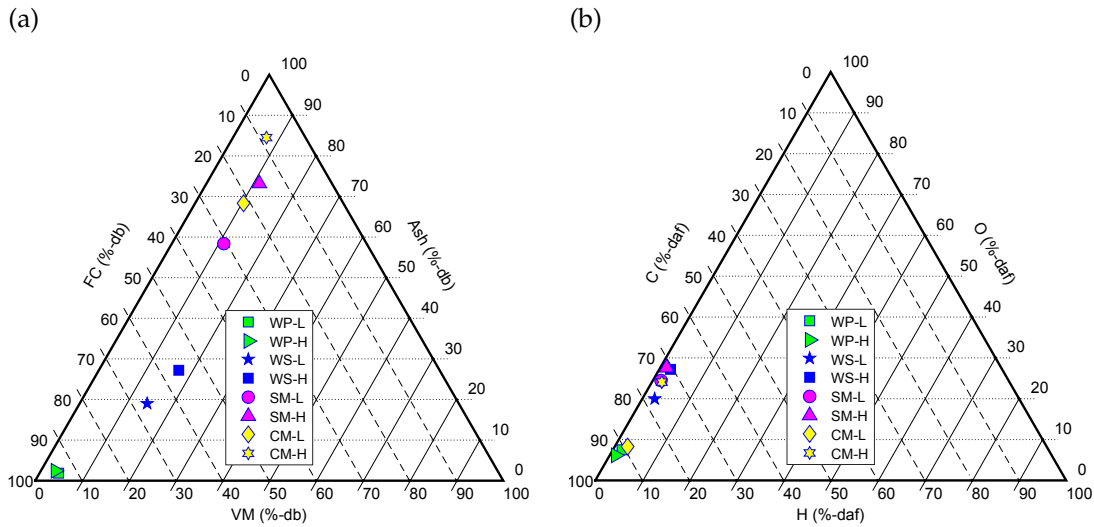 (a)
(b)
0
100
10
90
20
80
30
70
40
60
50
50
60
40
70
30
80
20
90
10
100
0
0
10
20
30
40
50
60
70
80
90
100
FC (%-db)
Ash (%-db)
VM (%-db)
WP-L
WP-H
WS-L
WS-H
SM-L
SM-H
CM-L
CM-H
0
100
10
90
20
80
30
70
40
60
50
50
60
40
70
30
80
20
90
10
100
0
0
10
20
30
40
50
60
70
80
90
100
C (%-daf)
O (%-daf)
H (%-daf)
WP-L
WP-H
WS-L
WS-H
SM-L
SM-H
CM-L
CM-H